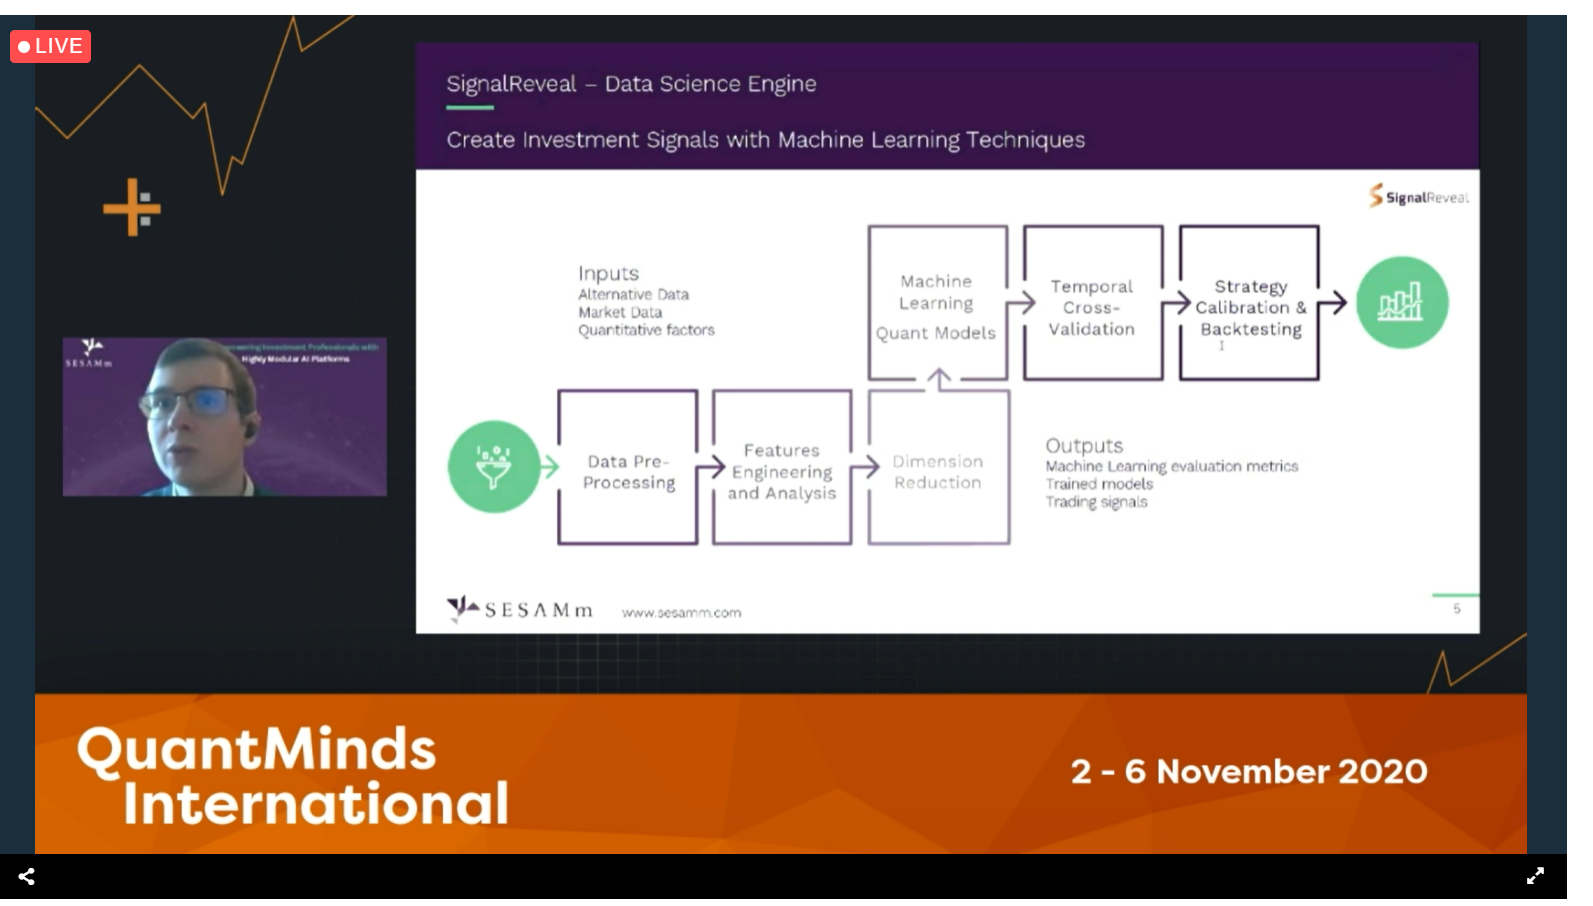 LIVE
SignalReveal – Data Science Engine
Create Investment Signals with Machine Learning Techniques
SignalReveal
Inputs
Alternative Data
Market Data
Quantitative factors
Machine
Learning
Quant Models
Temporal
Cross-
Validation
Strategy
Calibration &
Backtesting
SESAMm
powering Investment Professionals with
Highly Modular AI Platforms
Data Pre-
Processing
Features
Engineering
and Analysis
Dimension
Reduction
Outputs
Machine Learning evaluation metrics
Trained models
Trading signals
SESAMm www.sesamm.com
5
QuantMinds
International
2 - 6 November 2020